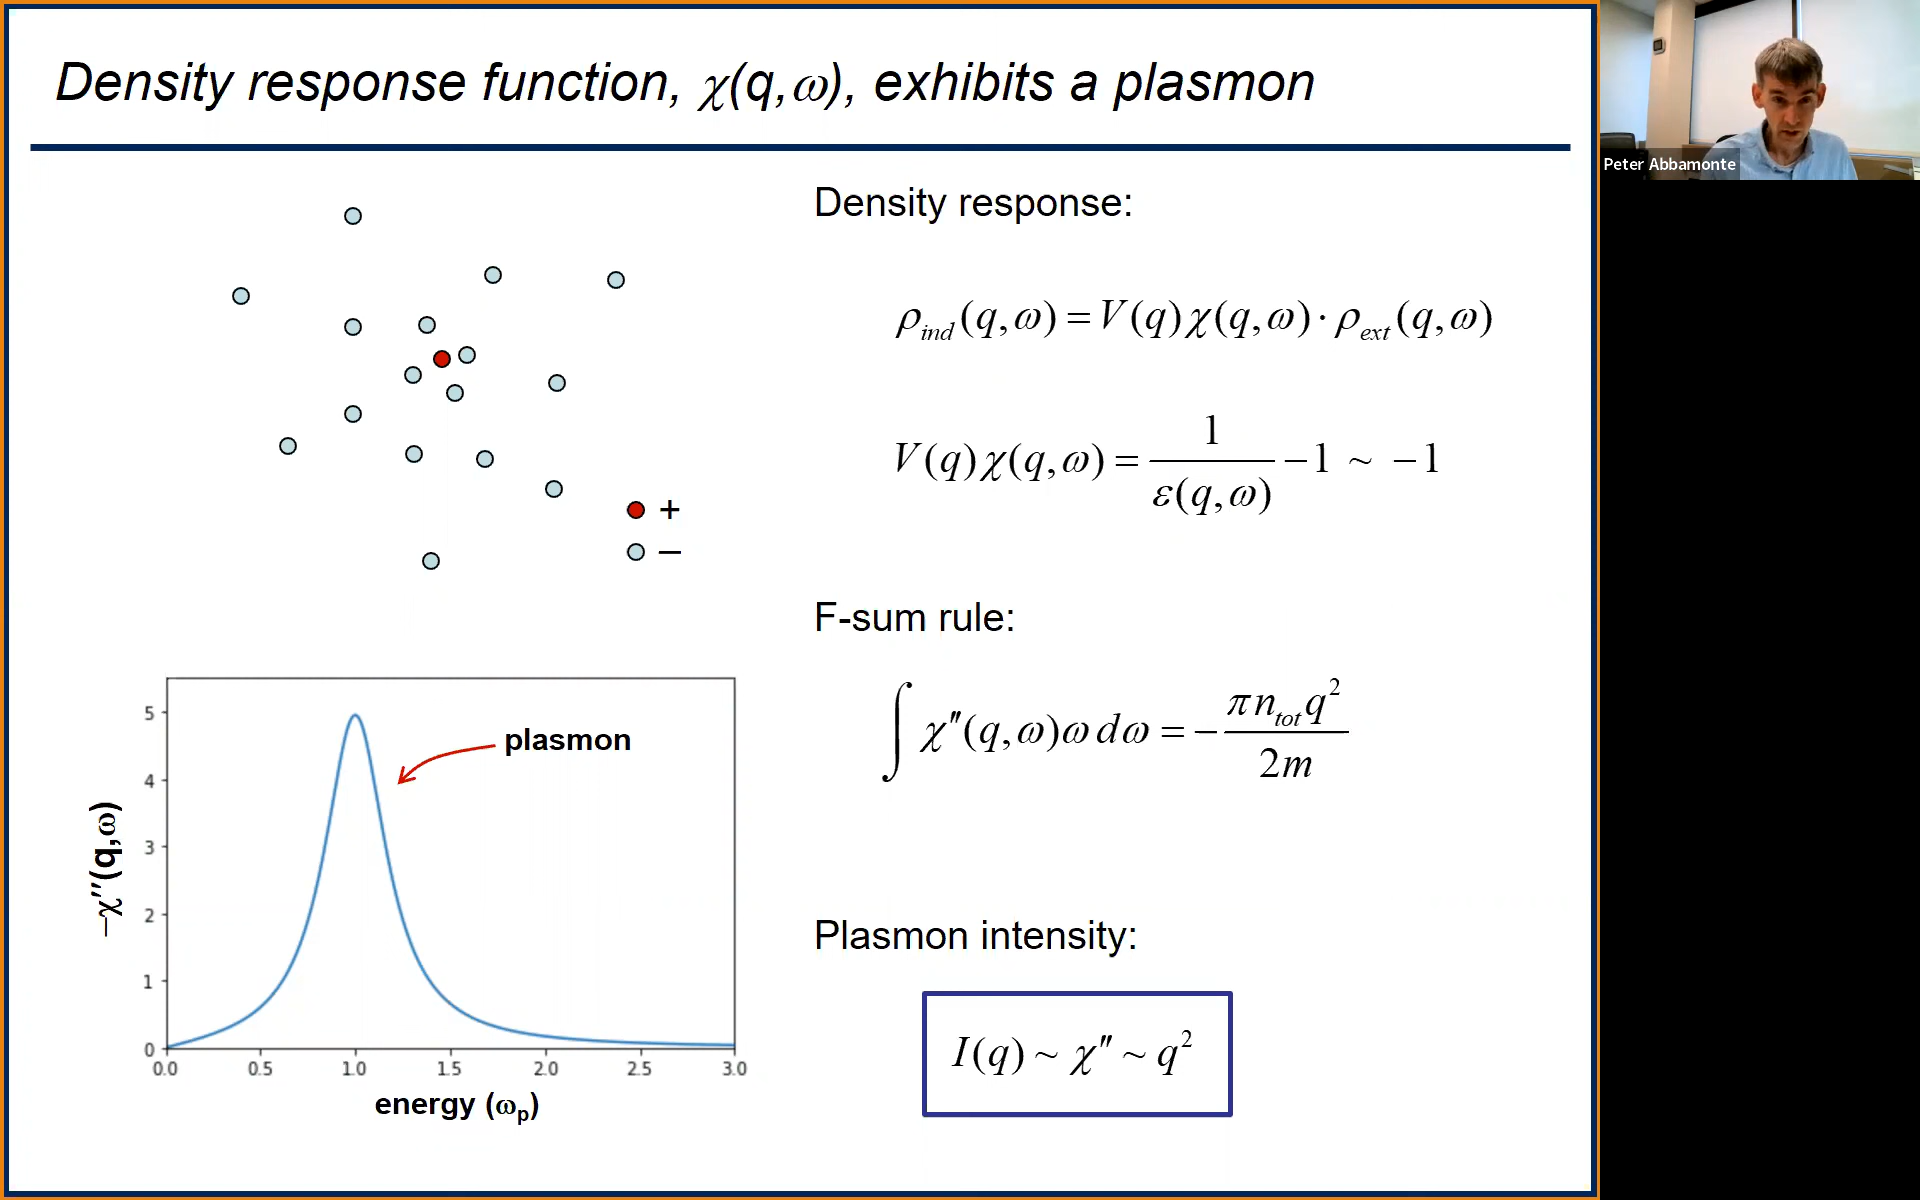 Density response function, χ(q,ω), exhibits a plasmon
Peter Abbamonte
Density response:
ρ_ind(q,ω) = V(q)χ(q,ω)·ρ_ext(q,ω)
V(q)χ(q,ω) = 1/ε(q,ω) − 1 ~ −1
+
−
F-sum rule:
∫ χ″(q,ω)ω dω = − πn_tot q²/2m
plasmon
−χ″(q,ω)
5
4
3
2
1
0
0.0 0.5 1.0 1.5 2.0 2.5 3.0
energy (ω_p)
Plasmon intensity:
I(q) ~ χ″ ~ q²